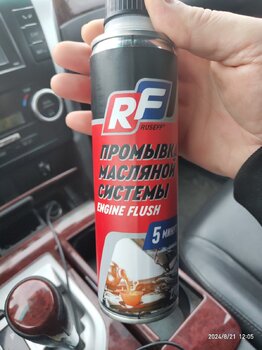 RF
RUSEFF
ПРОМЫВКА
МАСЛЯНОЙ
СИСТЕМЫ
ENGINE FLUSH
5 МИНУТ
2024/8/21 12:05